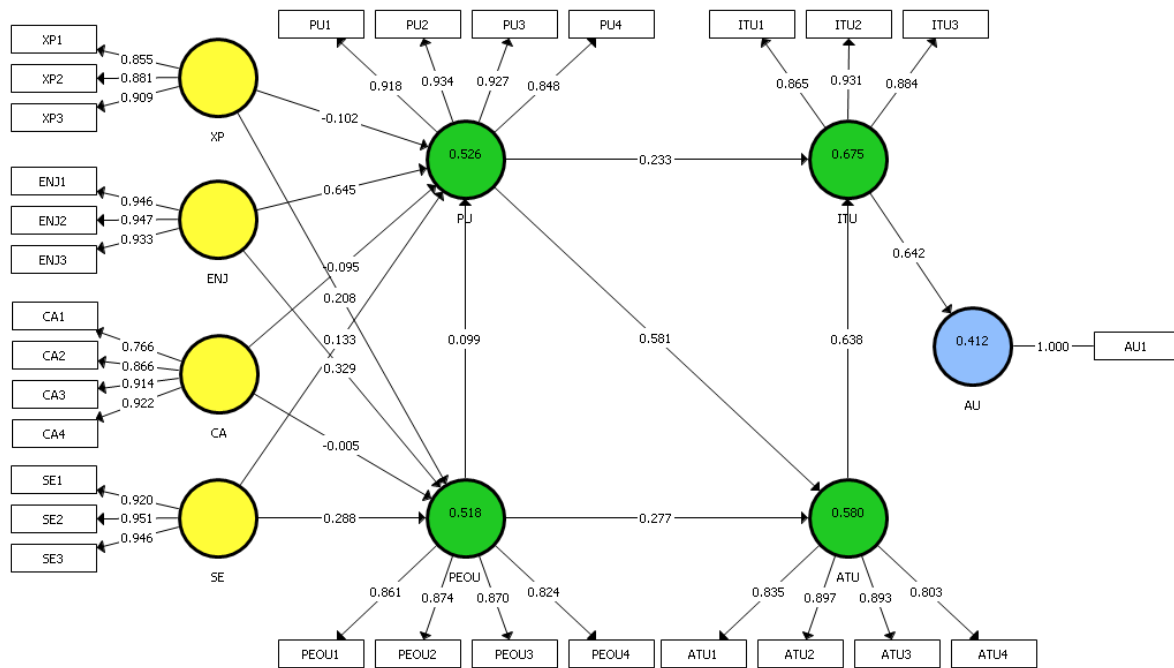 PU1 PU2 PU3 PU4 ITU1 ITU2 ITU3
XP1
XP2
XP3
0.855
0.881
0.909
XP
0.918 0.934 0.927 0.848
0.865 0.931 0.884
-0.102
0.526
PU
0.233
0.675
ITU
ENJ1
ENJ2
ENJ3
0.946
0.947
0.933
ENJ
0.645
0.642
-0.095
0.208
CA1
CA2
CA3
CA4
0.766
0.866
0.914
0.922
CA
0.133
0.329
0.099
0.581
0.638
0.412
AU
1.000
AU1
-0.005
SE1
SE2
SE3
0.920
0.951
0.946
SE
0.288
0.518
PEOU
0.277
0.580
ATU
0.861 0.874 0.870 0.824
0.835 0.897 0.893 0.803
PEOU1 PEOU2 PEOU3 PEOU4 ATU1 ATU2 ATU3 ATU4